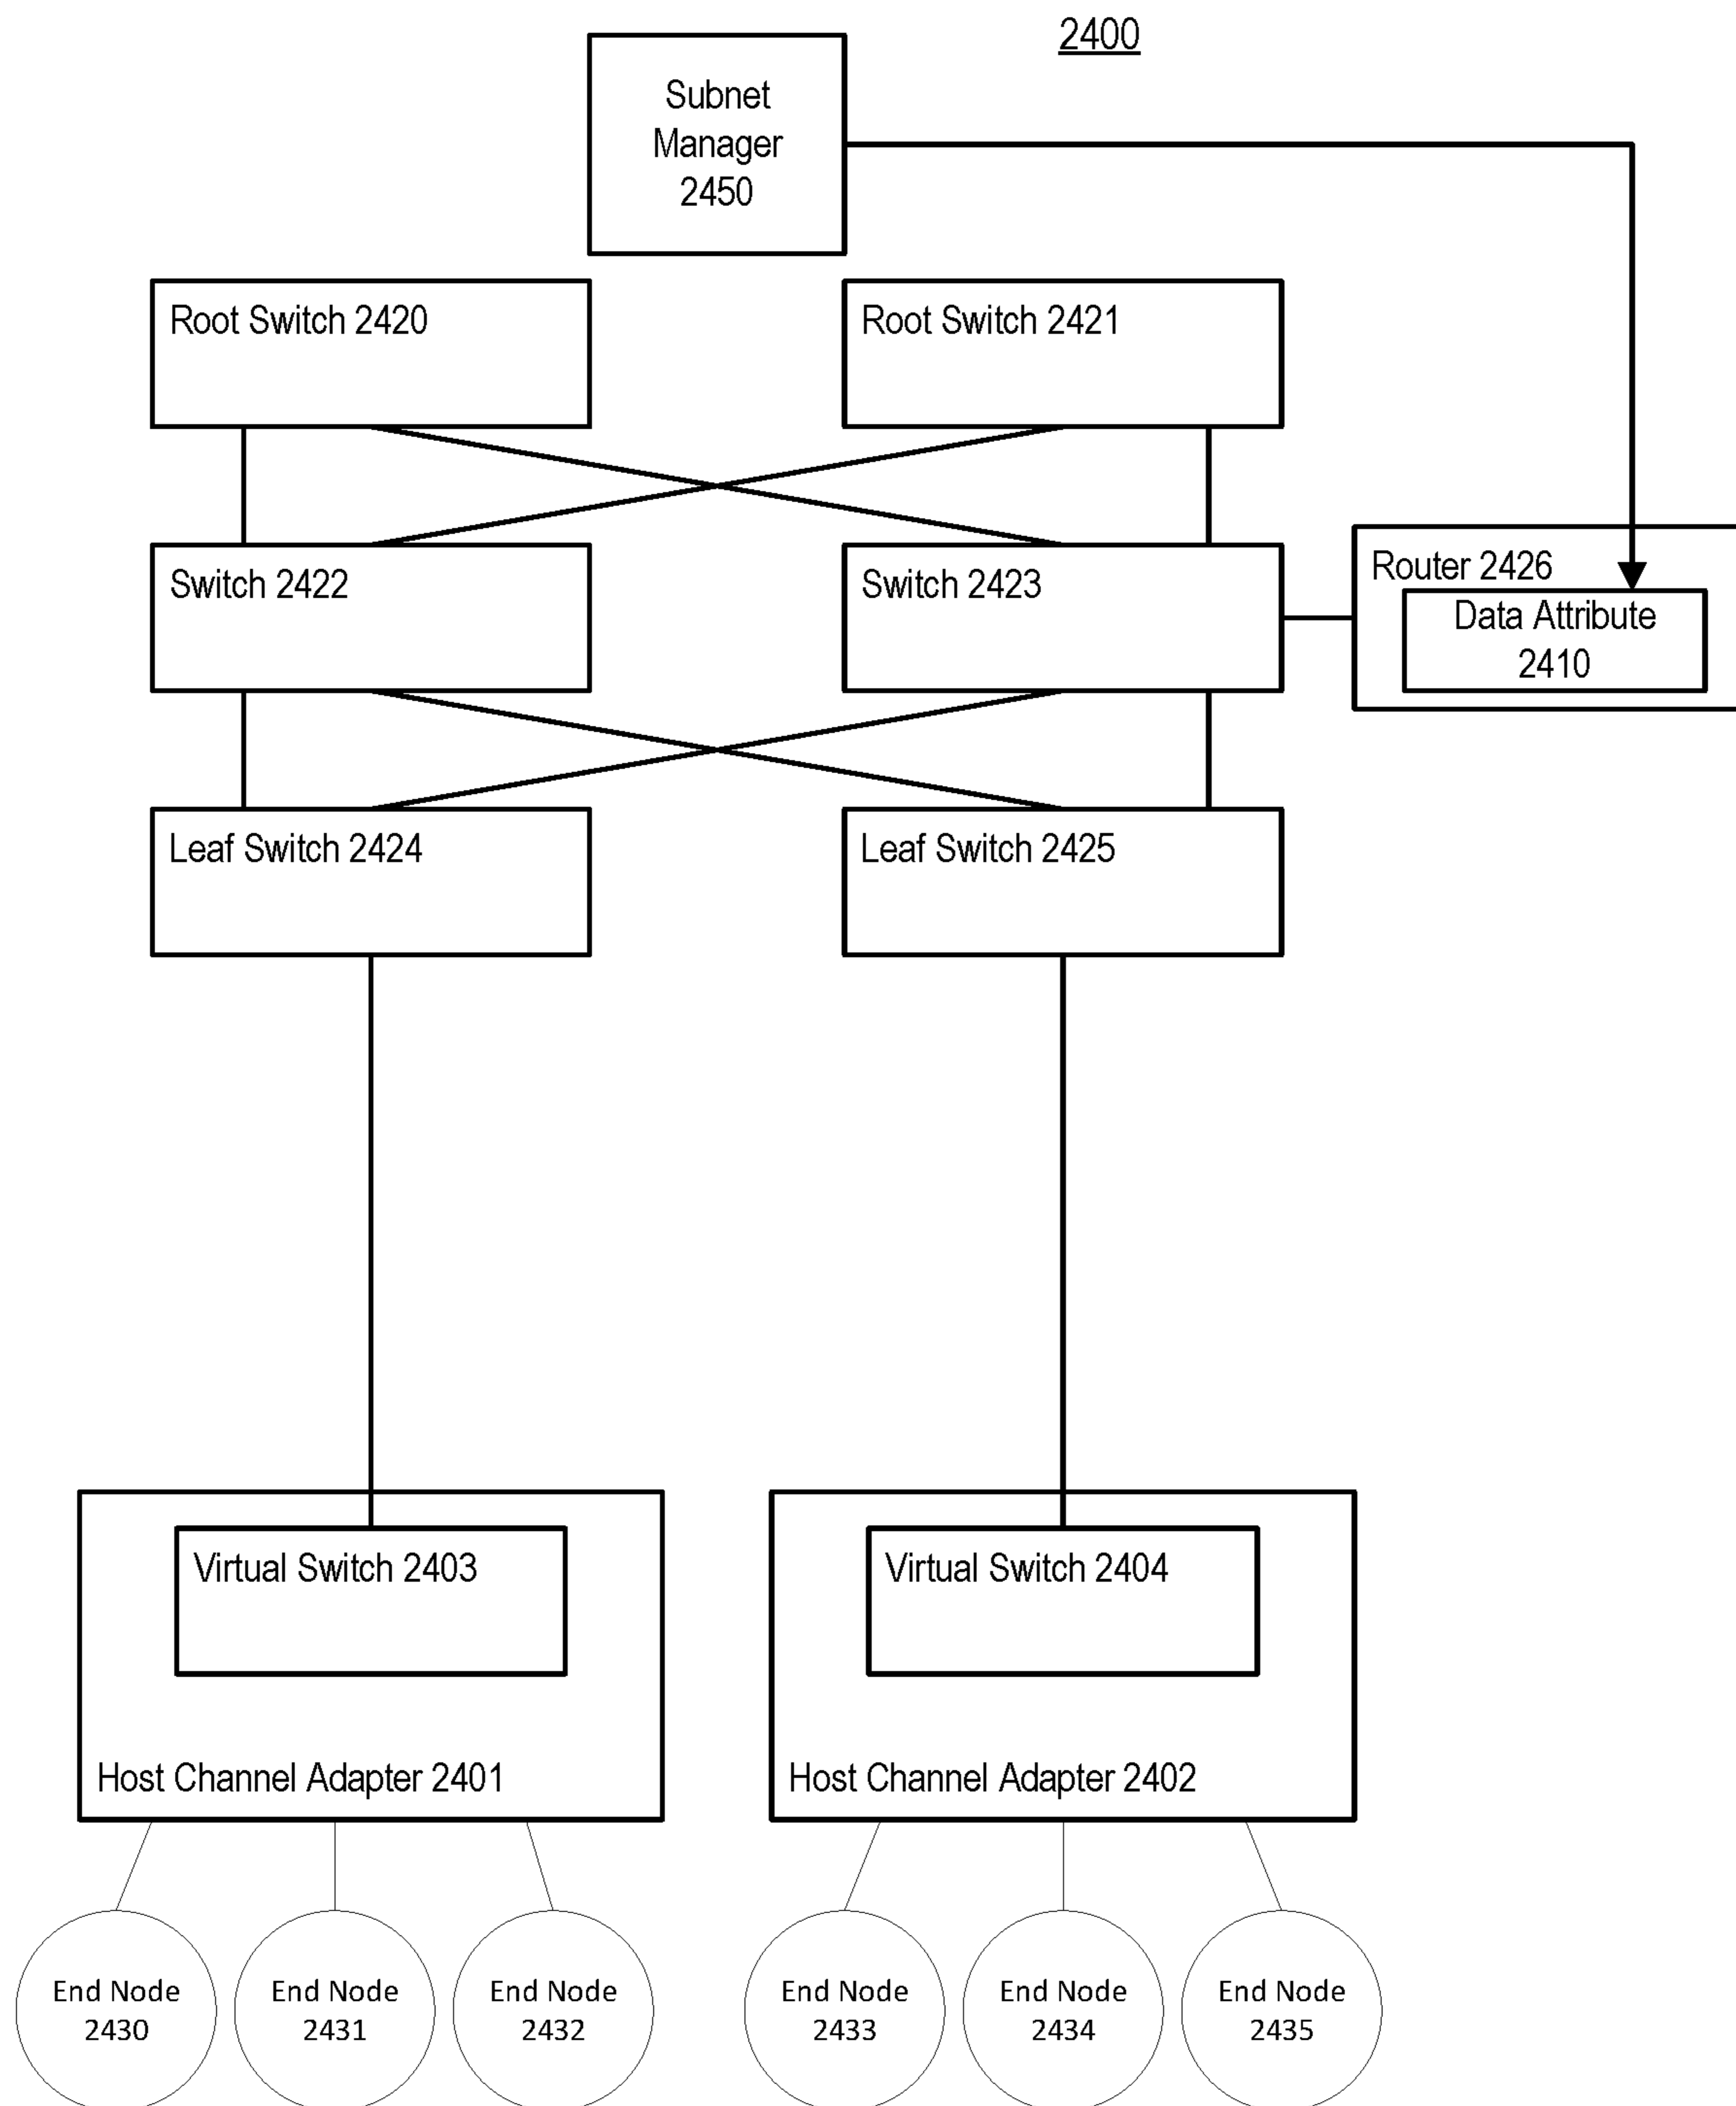 2400
Subnet
Manager
2450
Root Switch 2420
Root Switch 2421
Switch 2422
Switch 2423
Router 2426
Data Attribute
2410
Leaf Switch 2424
Leaf Switch 2425
Virtual Switch 2403
Virtual Switch 2404
Host Channel Adapter 2401
Host Channel Adapter 2402
End Node
2430
End Node
2431
End Node
2432
End Node
2433
End Node
2434
End Node
2435